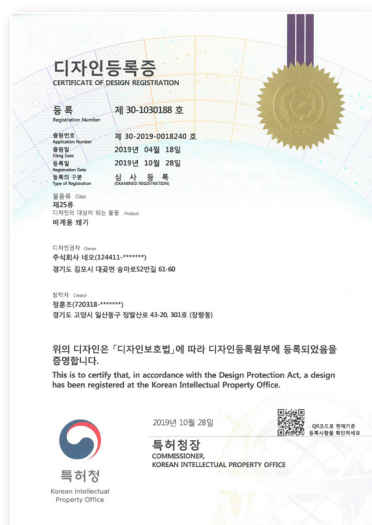 디자인등록증
CERTIFICATE OF DESIGN REGISTRATION
등 록 제 30-1030188 호
Registration Number
출원번호 제 30-2019-0018240 호
Application Number
출원일 2019년 04월 18일
Filing Date
등록일 2019년 10월 28일
Registration Date
등록의 구분 심 사 등 록
Type of Registration (EXAMINED REGISTRATION)
물품류 Class
제25류
디자인의 대상이 되는 물품 Product
비계용 쐐기
디자인권자 Owner
주식회사 네오(124411-*******)
경기도 김포시 대곶면 송마로52번길 61-60
창작자 Creator
정훈조(720318-*******)
경기도 고양시 일산동구 정발산로 43-20, 301호 (장항동)
위의 디자인은 「디자인보호법」에 따라 디자인등록원부에 등록되었음을
증명합니다.
This is to certify that, in accordance with the Design Protection Act, a design
has been registered at the Korean Intellectual Property Office.
2019년 10월 28일
QR코드로 현재기준
등록사항을 확인하세요
특허청장
COMMISSIONER,
KOREAN INTELLECTUAL PROPERTY OFFICE
특허청
Korean Intellectual
Property Office